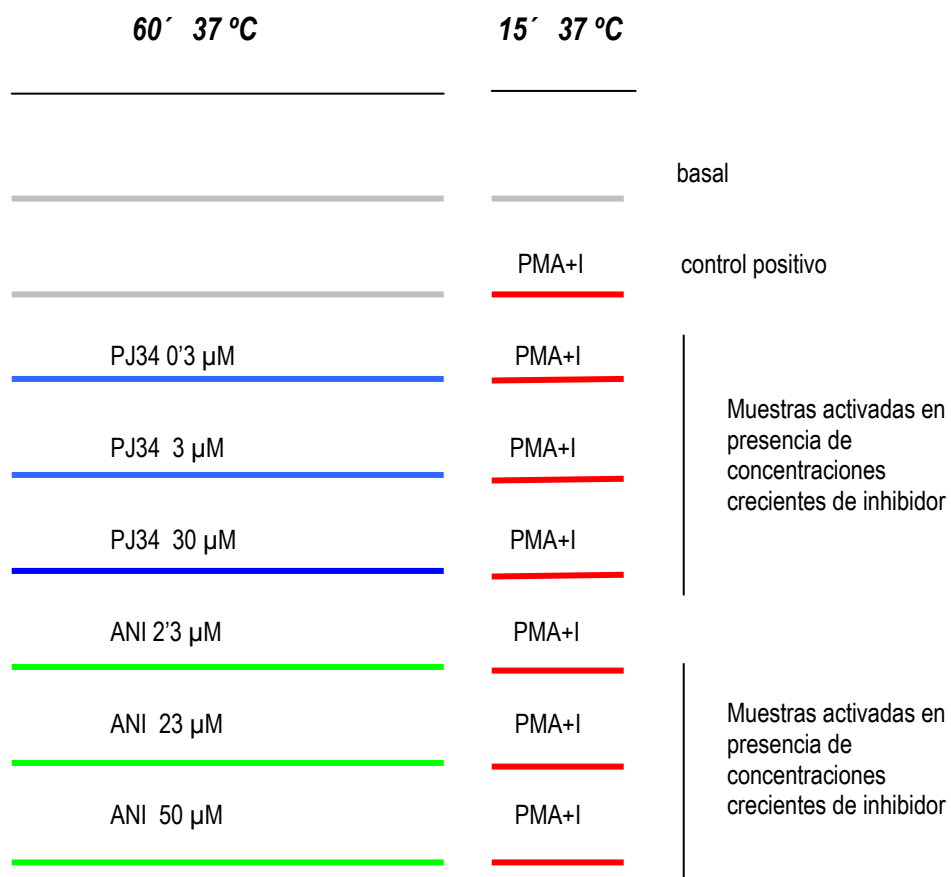 60´ 37 ºC 15´ 37 ºC
basal
PMA+I control positivo
PJ34 0’3 µM PMA+I
PJ34 3 µM PMA+I
PJ34 30 µM PMA+I
Muestras activadas en
presencia de
concentraciones
crecientes de inhibidor
ANI 2’3 µM PMA+I
ANI 23 µM PMA+I
ANI 50 µM PMA+I
Muestras activadas en
presencia de
concentraciones
crecientes de inhibidor